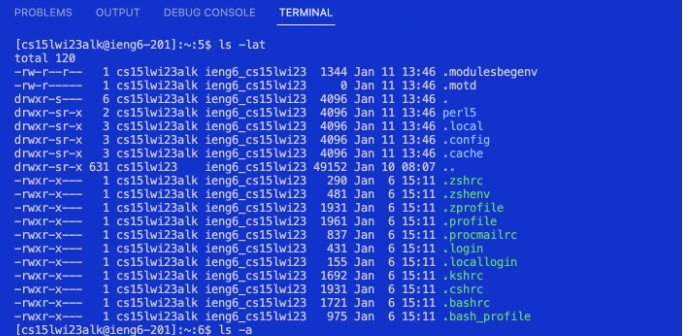 PROBLEMS OUTPUT DEBUG CONSOLE TERMINAL
[cs15lwi23alk@ieng6-201]:~:5$ ls -lat
total 120
-rw-r--r-- 1 cs15lwi23alk ieng6_cs15lwi23 1344 Jan 11 13:46 .modulesbegenv
-rw-r----- 1 cs15lwi23alk ieng6_cs15lwi23 0 Jan 11 13:46 .motd
drwxr-s--- 6 cs15lwi23alk ieng6_cs15lwi23 4096 Jan 11 13:46 .
drwxr-sr-x 2 cs15lwi23alk ieng6_cs15lwi23 4096 Jan 11 13:46 perl5
drwxr-sr-x 3 cs15lwi23alk ieng6_cs15lwi23 4096 Jan 11 13:46 .local
drwxr-sr-x 3 cs15lwi23alk ieng6_cs15lwi23 4096 Jan 11 13:46 .config
drwxr-sr-x 3 cs15lwi23alk ieng6_cs15lwi23 4096 Jan 11 13:46 .cache
drwxr-sr-x 631 cs15lwi23 ieng6_cs15lwi23 49152 Jan 10 08:07 ..
-rwxr-x--- 1 cs15lwi23alk ieng6_cs15lwi23 290 Jan 6 15:11 .zshrc
-rwxr-x--- 1 cs15lwi23alk ieng6_cs15lwi23 481 Jan 6 15:11 .zshenv
-rwxr-x--- 1 cs15lwi23alk ieng6_cs15lwi23 1931 Jan 6 15:11 .zprofile
-rwxr-x--- 1 cs15lwi23alk ieng6_cs15lwi23 1961 Jan 6 15:11 .profile
-rwxr-x--- 1 cs15lwi23alk ieng6_cs15lwi23 837 Jan 6 15:11 .procmailrc
-rwxr-x--- 1 cs15lwi23alk ieng6_cs15lwi23 431 Jan 6 15:11 .login
-rwxr-x--- 1 cs15lwi23alk ieng6_cs15lwi23 155 Jan 6 15:11 .locallogin
-rwxr-x--- 1 cs15lwi23alk ieng6_cs15lwi23 1692 Jan 6 15:11 .kshrc
-rwxr-x--- 1 cs15lwi23alk ieng6_cs15lwi23 1931 Jan 6 15:11 .cshrc
-rwxr-x--- 1 cs15lwi23alk ieng6_cs15lwi23 1721 Jan 6 15:11 .bashrc
-rwxr-x--- 1 cs15lwi23alk ieng6_cs15lwi23 975 Jan 6 15:11 .bash_profile
[cs15lwi23alk@ieng6-201]:~:6$ ls -a